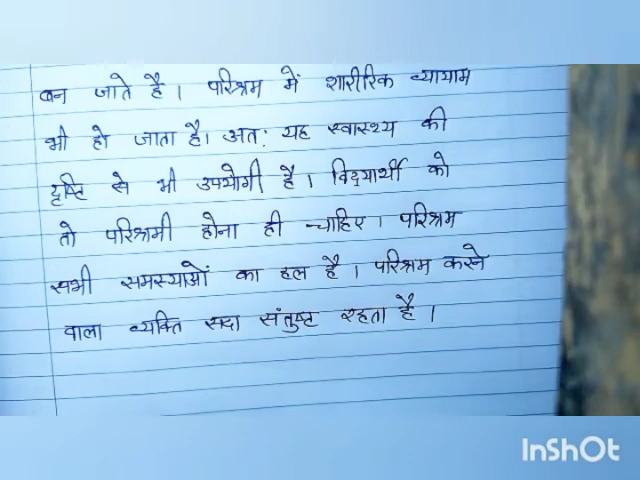 बन जाते है। परिश्रम में शारीरिक व्यायाम
भी हो जाता है। अतः यह स्वास्थ्य की
दृष्टि से भी उपयोगी है। विद्यार्थी को
तो परिश्रमी होना ही चाहिए। परिश्रम
सभी समस्याओं का हल है। परिश्रम करने
वाला व्यक्ति सदा संतुष्ट रहता है।
InShOt